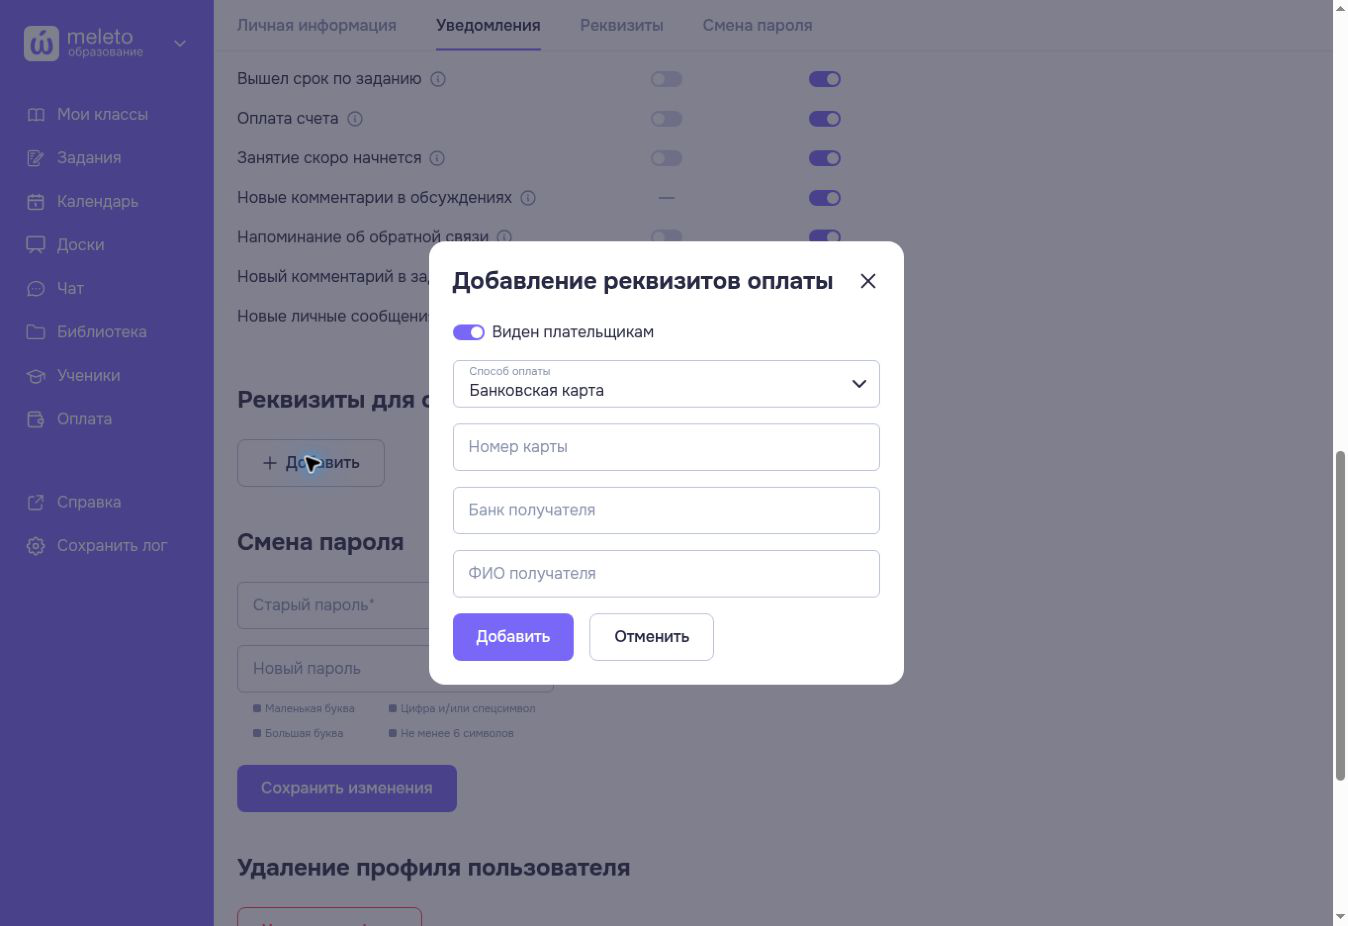 meleto
образование
Мои классы
Задания
Календарь
Доски
Чат
Библиотека
Ученики
Оплата
Справка
Сохранить лог
Личная информация Уведомления Реквизиты Смена пароля
Вышел срок по заданию
Оплата счета
Занятие скоро начнется
Новые комментарии в обсуждениях —
Напоминание об обратной связи
Новый комментарий в за
Новые личные сообщени
Реквизиты для
Добавить
Смена пароля
Старый пароль*
Новый пароль
Маленькая буква Цифра и/или спецсимвол
Большая буква Не менее 6 символов
Сохранить изменения
Удаление профиля пользователя
Добавление реквизитов оплаты
Виден плательщикам
Способ оплаты
Банковская карта
Номер карты
Банк получателя
ФИО получателя
Добавить Отменить